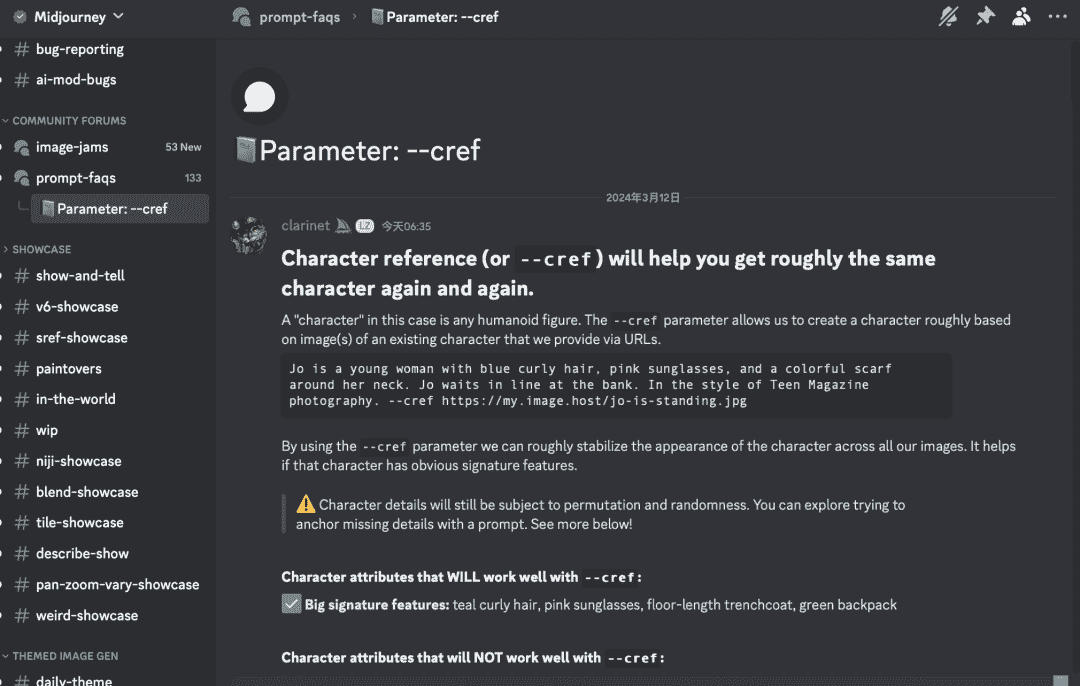 Midjourney
bug-reporting
ai-mod-bugs
COMMUNITY FORUMS
image-jams 53 New
prompt-faqs 133
Parameter: --cref
SHOWCASE
show-and-tell
v6-showcase
sref-showcase
paintovers
in-the-world
wip
niji-showcase
blend-showcase
tile-showcase
describe-show
pan-zoom-vary-showcase
weird-showcase
THEMED IMAGE GEN
daily-theme
prompt-faqs › Parameter: --cref
Parameter: --cref
2024年3月12日
clarinet LZ 今天06:35
Character reference (or --cref) will help you get roughly the same
character again and again.
A "character" in this case is any humanoid figure. The --cref parameter allows us to create a character roughly based
on image(s) of an existing character that we provide via URLs.
Jo is a young woman with blue curly hair, pink sunglasses, and a colorful scarf
around her neck. Jo waits in line at the bank. In the style of Teen Magazine
photography. --cref https://my.image.host/jo-is-standing.jpg
By using the --cref parameter we can roughly stabilize the appearance of the character across all our images. It helps
if that character has obvious signature features.
⚠️ Character details will still be subject to permutation and randomness. You can explore trying to
anchor missing details with a prompt. See more below!
Character attributes that WILL work well with --cref:
Big signature features: teal curly hair, pink sunglasses, floor-length trenchcoat, green backpack
Character attributes that will NOT work well with --cref: